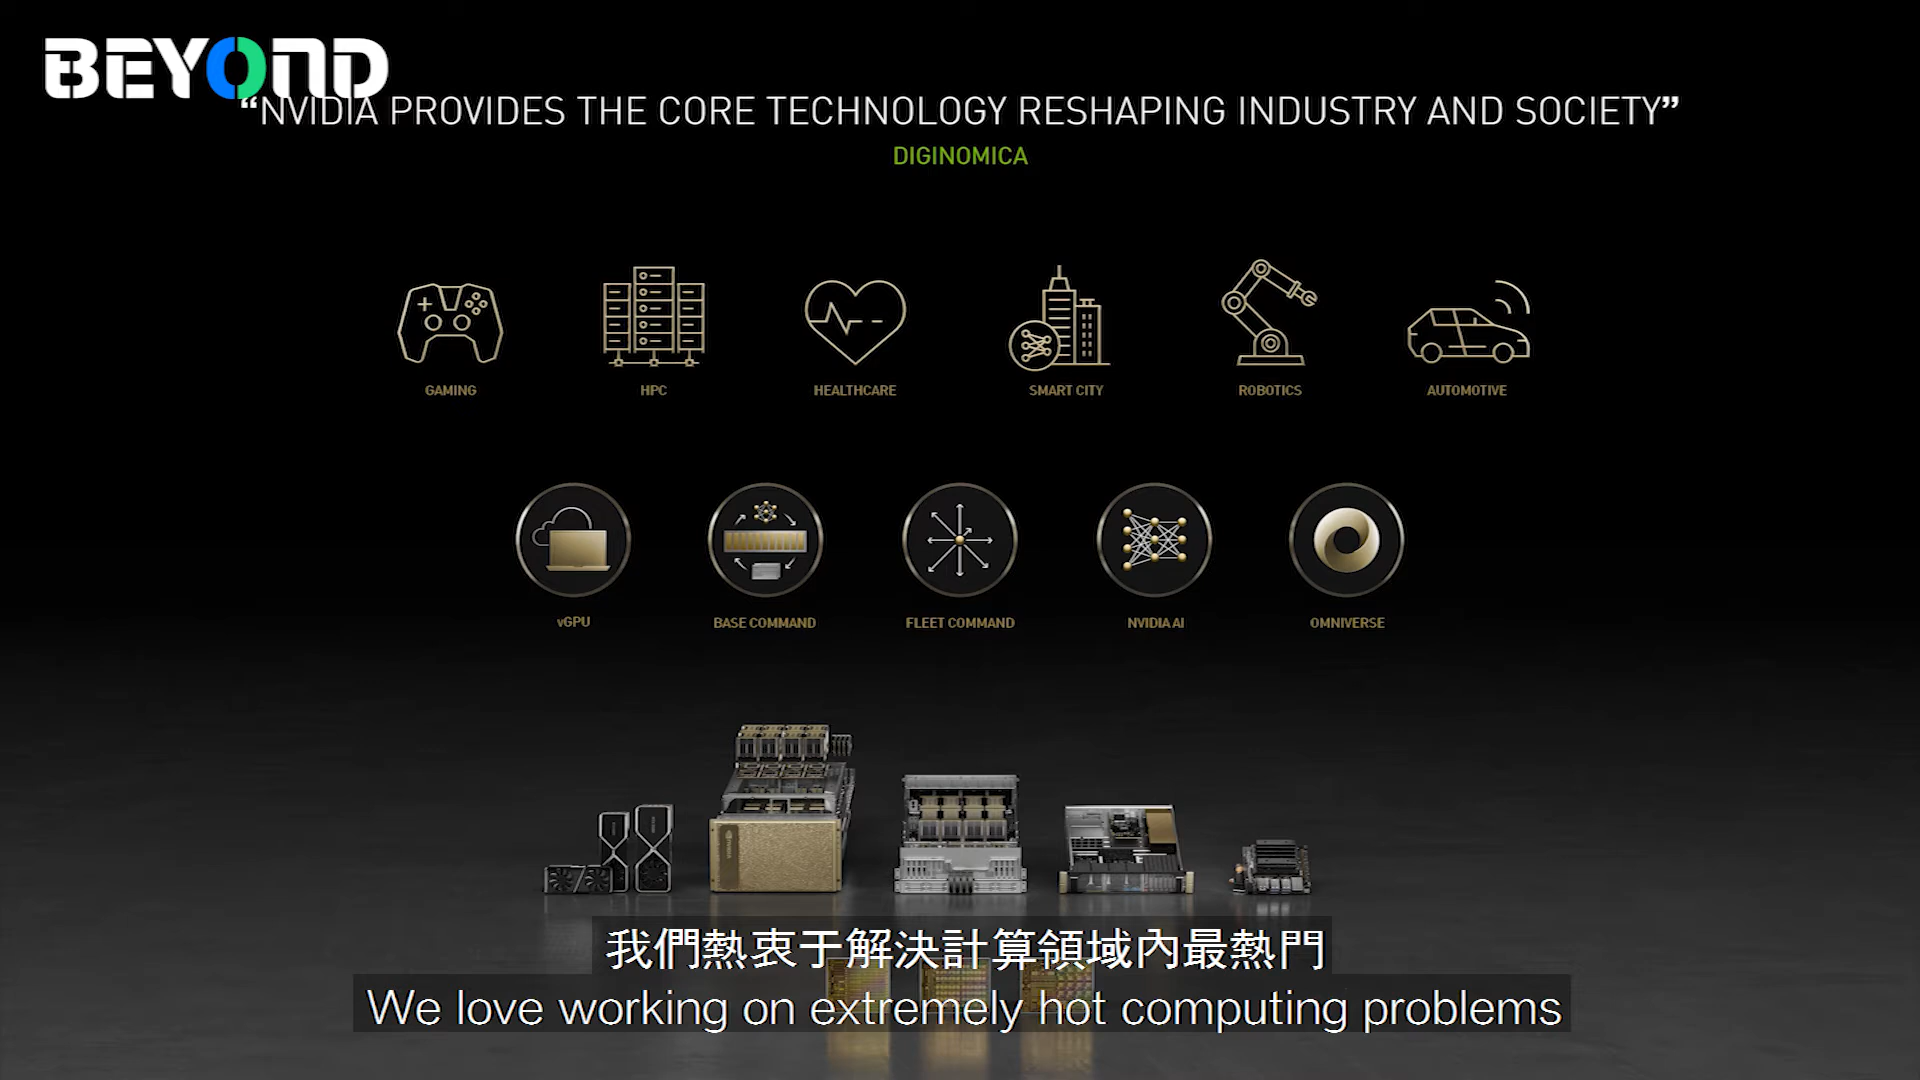 BEYOND
“NVIDIA PROVIDES THE CORE TECHNOLOGY RESHAPING INDUSTRY AND SOCIETY”
DIGINOMICA
GAMING
HPC
HEALTHCARE
SMART CITY
ROBOTICS
AUTOMOTIVE
vGPU
BASE COMMAND
FLEET COMMAND
NVIDIA AI
OMNIVERSE
我們熱衷于解決計算領域內最熱門
We love working on extremely hot computing problems